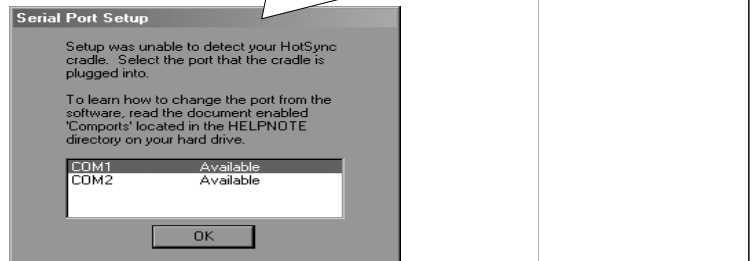 Serial Port Setup
Setup was unable to detect your HotSync
cradle. Select the port that the cradle is
plugged into.
To learn how to change the port from the
software, read the document enabled
'Comports' located in the HELPNOTE
directory on your hard drive.
COM1 Available
COM2 Available
OK